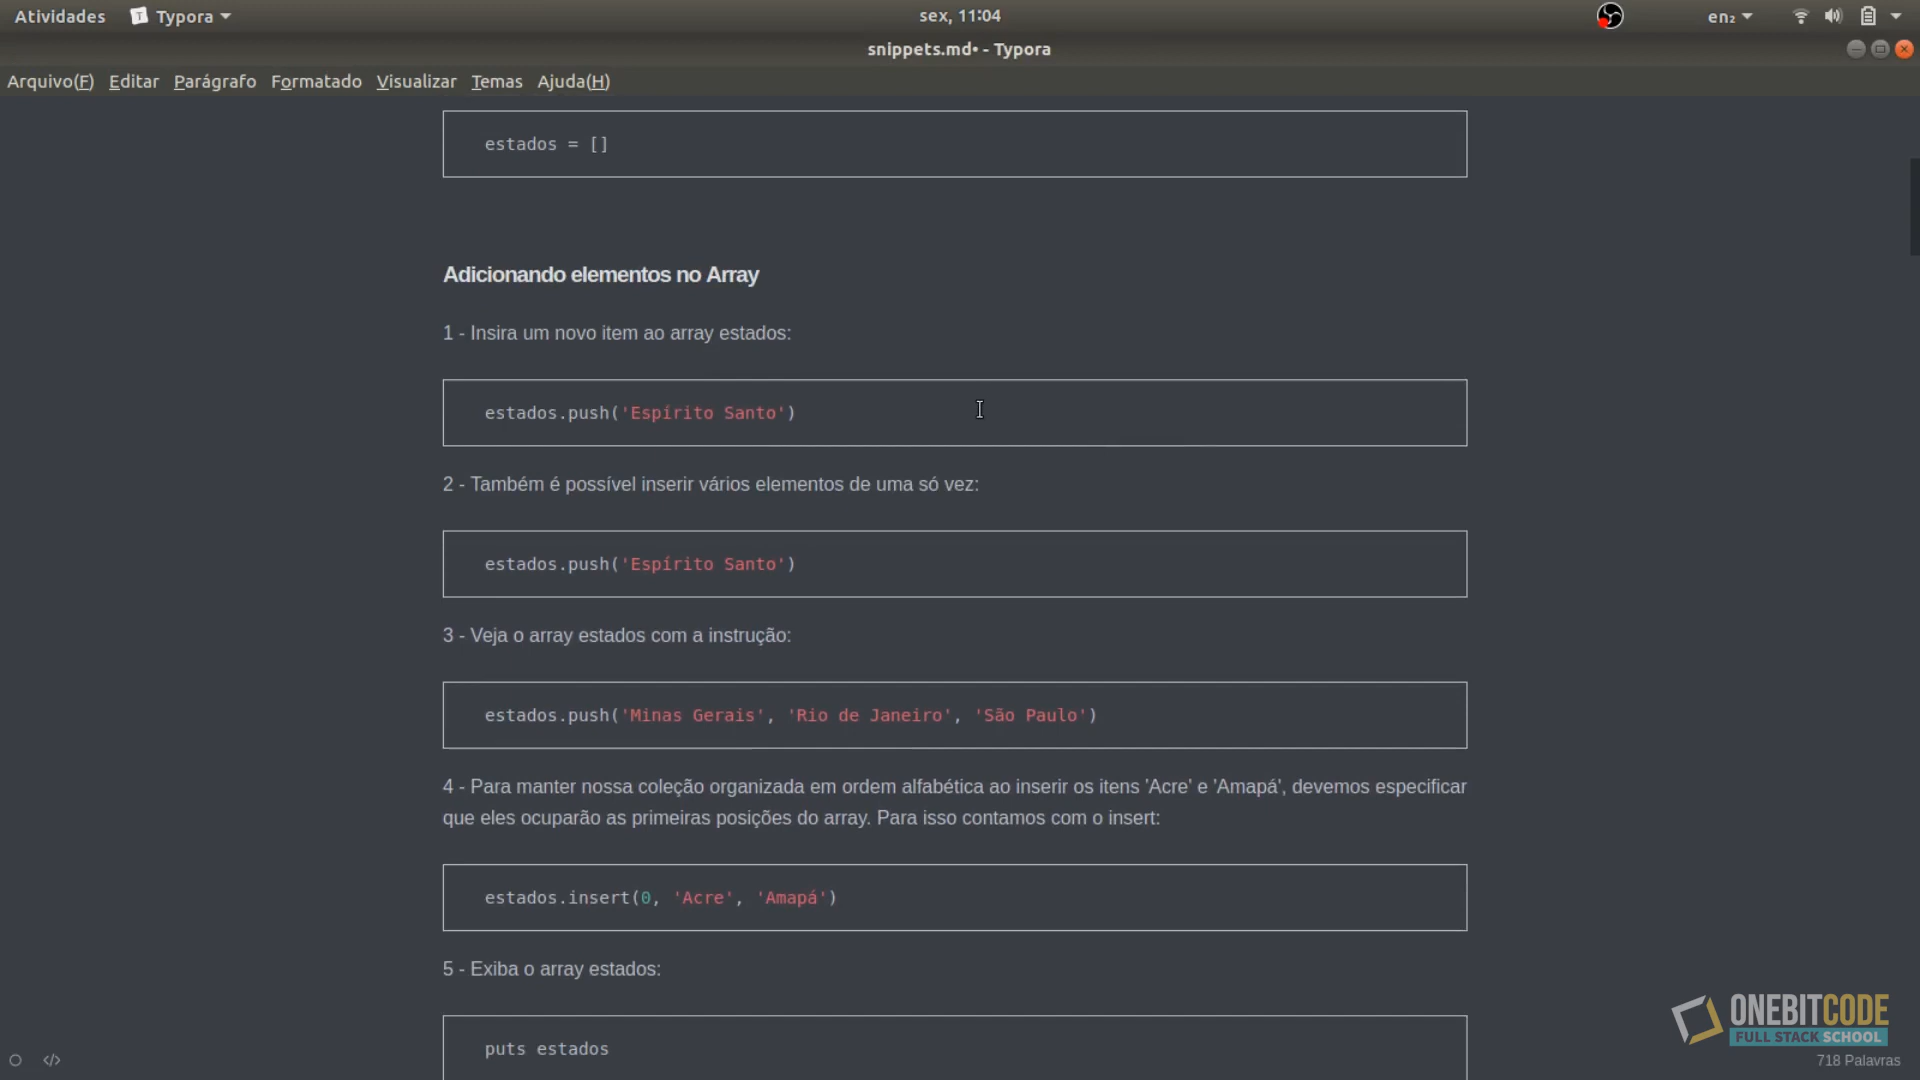 Atividades
Typora
sex, 11:04
en₂
snippets.md• - Typora
Arquivo(F) Editar Parágrafo Formatado Visualizar Temas Ajuda(H)
estados = []
Adicionando elementos no Array
1 - Insira um novo item ao array estados:
estados.push('Espírito Santo')
2 - Também é possível inserir vários elementos de uma só vez:
estados.push('Espírito Santo')
3 - Veja o array estados com a instrução:
estados.push('Minas Gerais', 'Rio de Janeiro', 'São Paulo')
4 - Para manter nossa coleção organizada em ordem alfabética ao inserir os itens 'Acre' e 'Amapá', devemos especificar
que eles ocuparão as primeiras posições do array. Para isso contamos com o insert:
estados.insert(0, 'Acre', 'Amapá')
5 - Exiba o array estados:
puts estados
ONEBITCODE
FULL STACK SCHOOL
718 Palavras